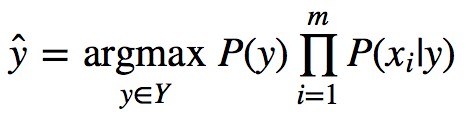 ŷ = argmax P(y) ∏ P(xᵢ|y)
y∈Y i=1 m